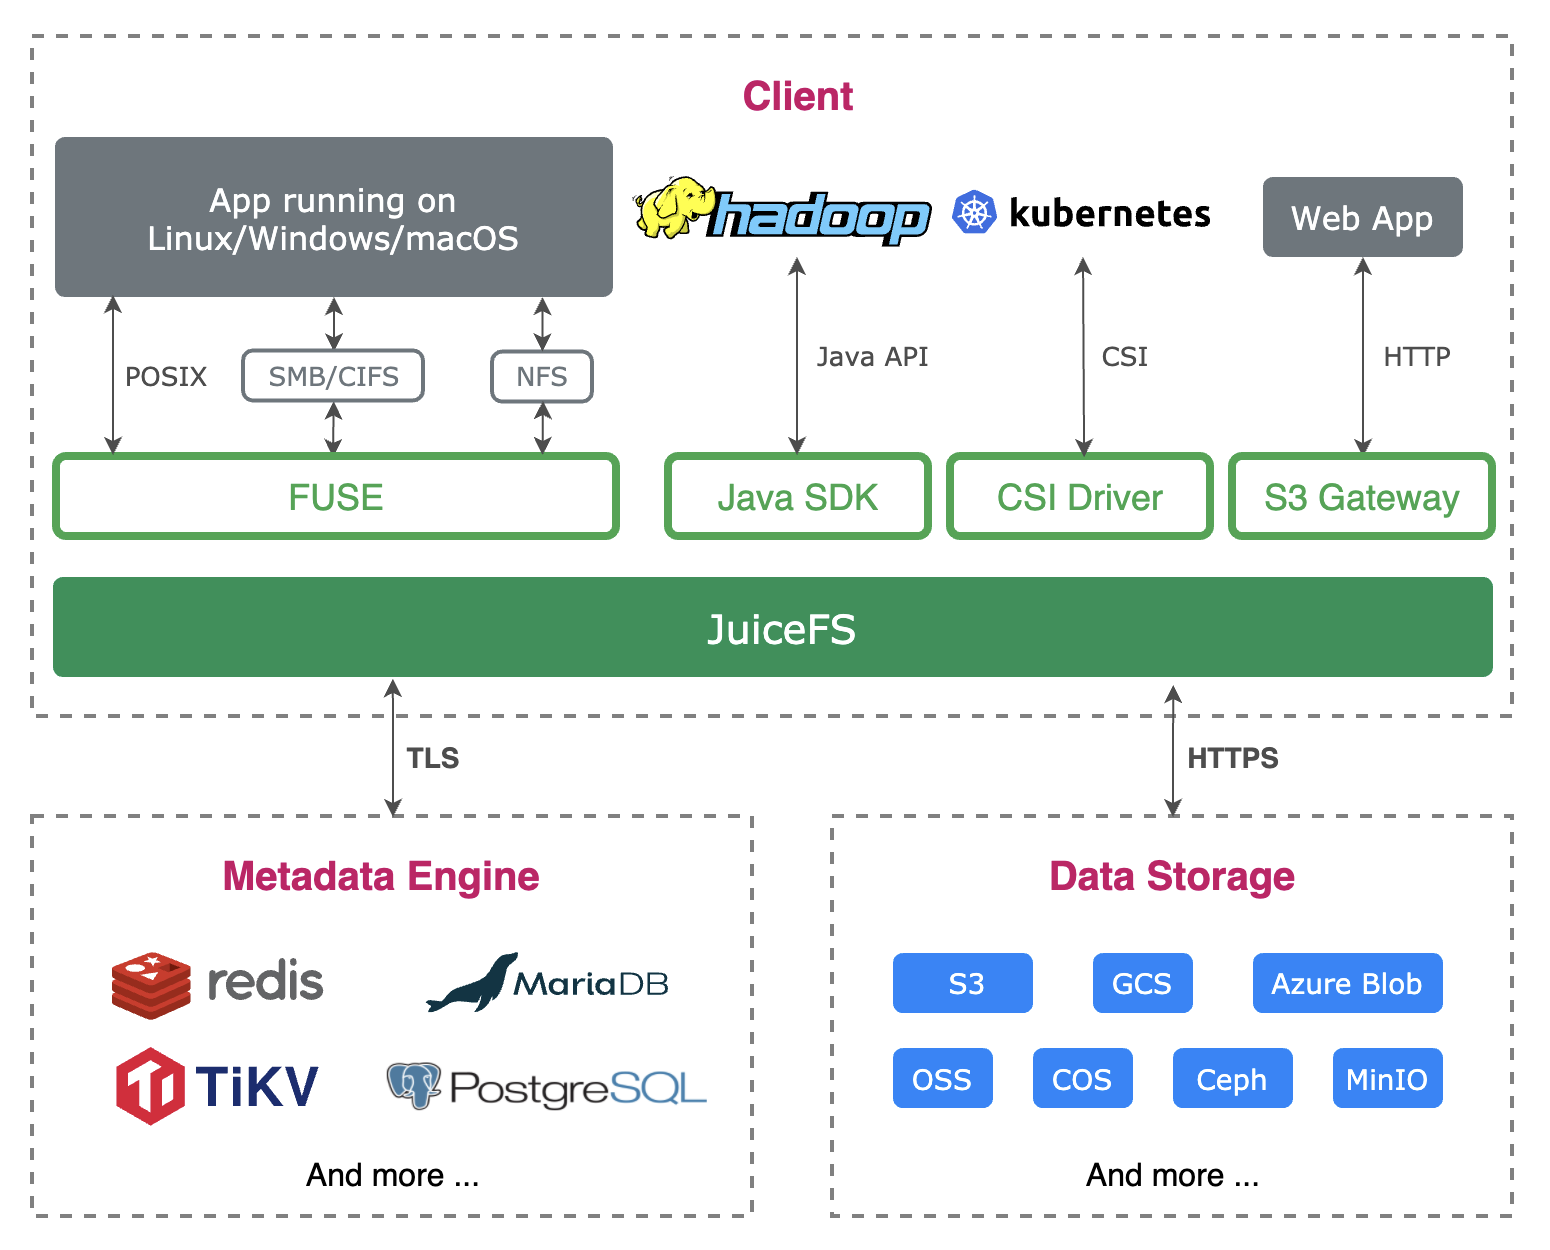 Client
App running on
Linux/Windows/macOS
hadoop
kubernetes
Web App
POSIX
SMB/CIFS
NFS
Java API
CSI
HTTP
FUSE
Java SDK
CSI Driver
S3 Gateway
JuiceFS
TLS
HTTPS
Metadata Engine
redis
MariaDB
TiKV
PostgreSQL
And more ...
Data Storage
S3
GCS
Azure Blob
OSS
COS
Ceph
MinIO
And more ...